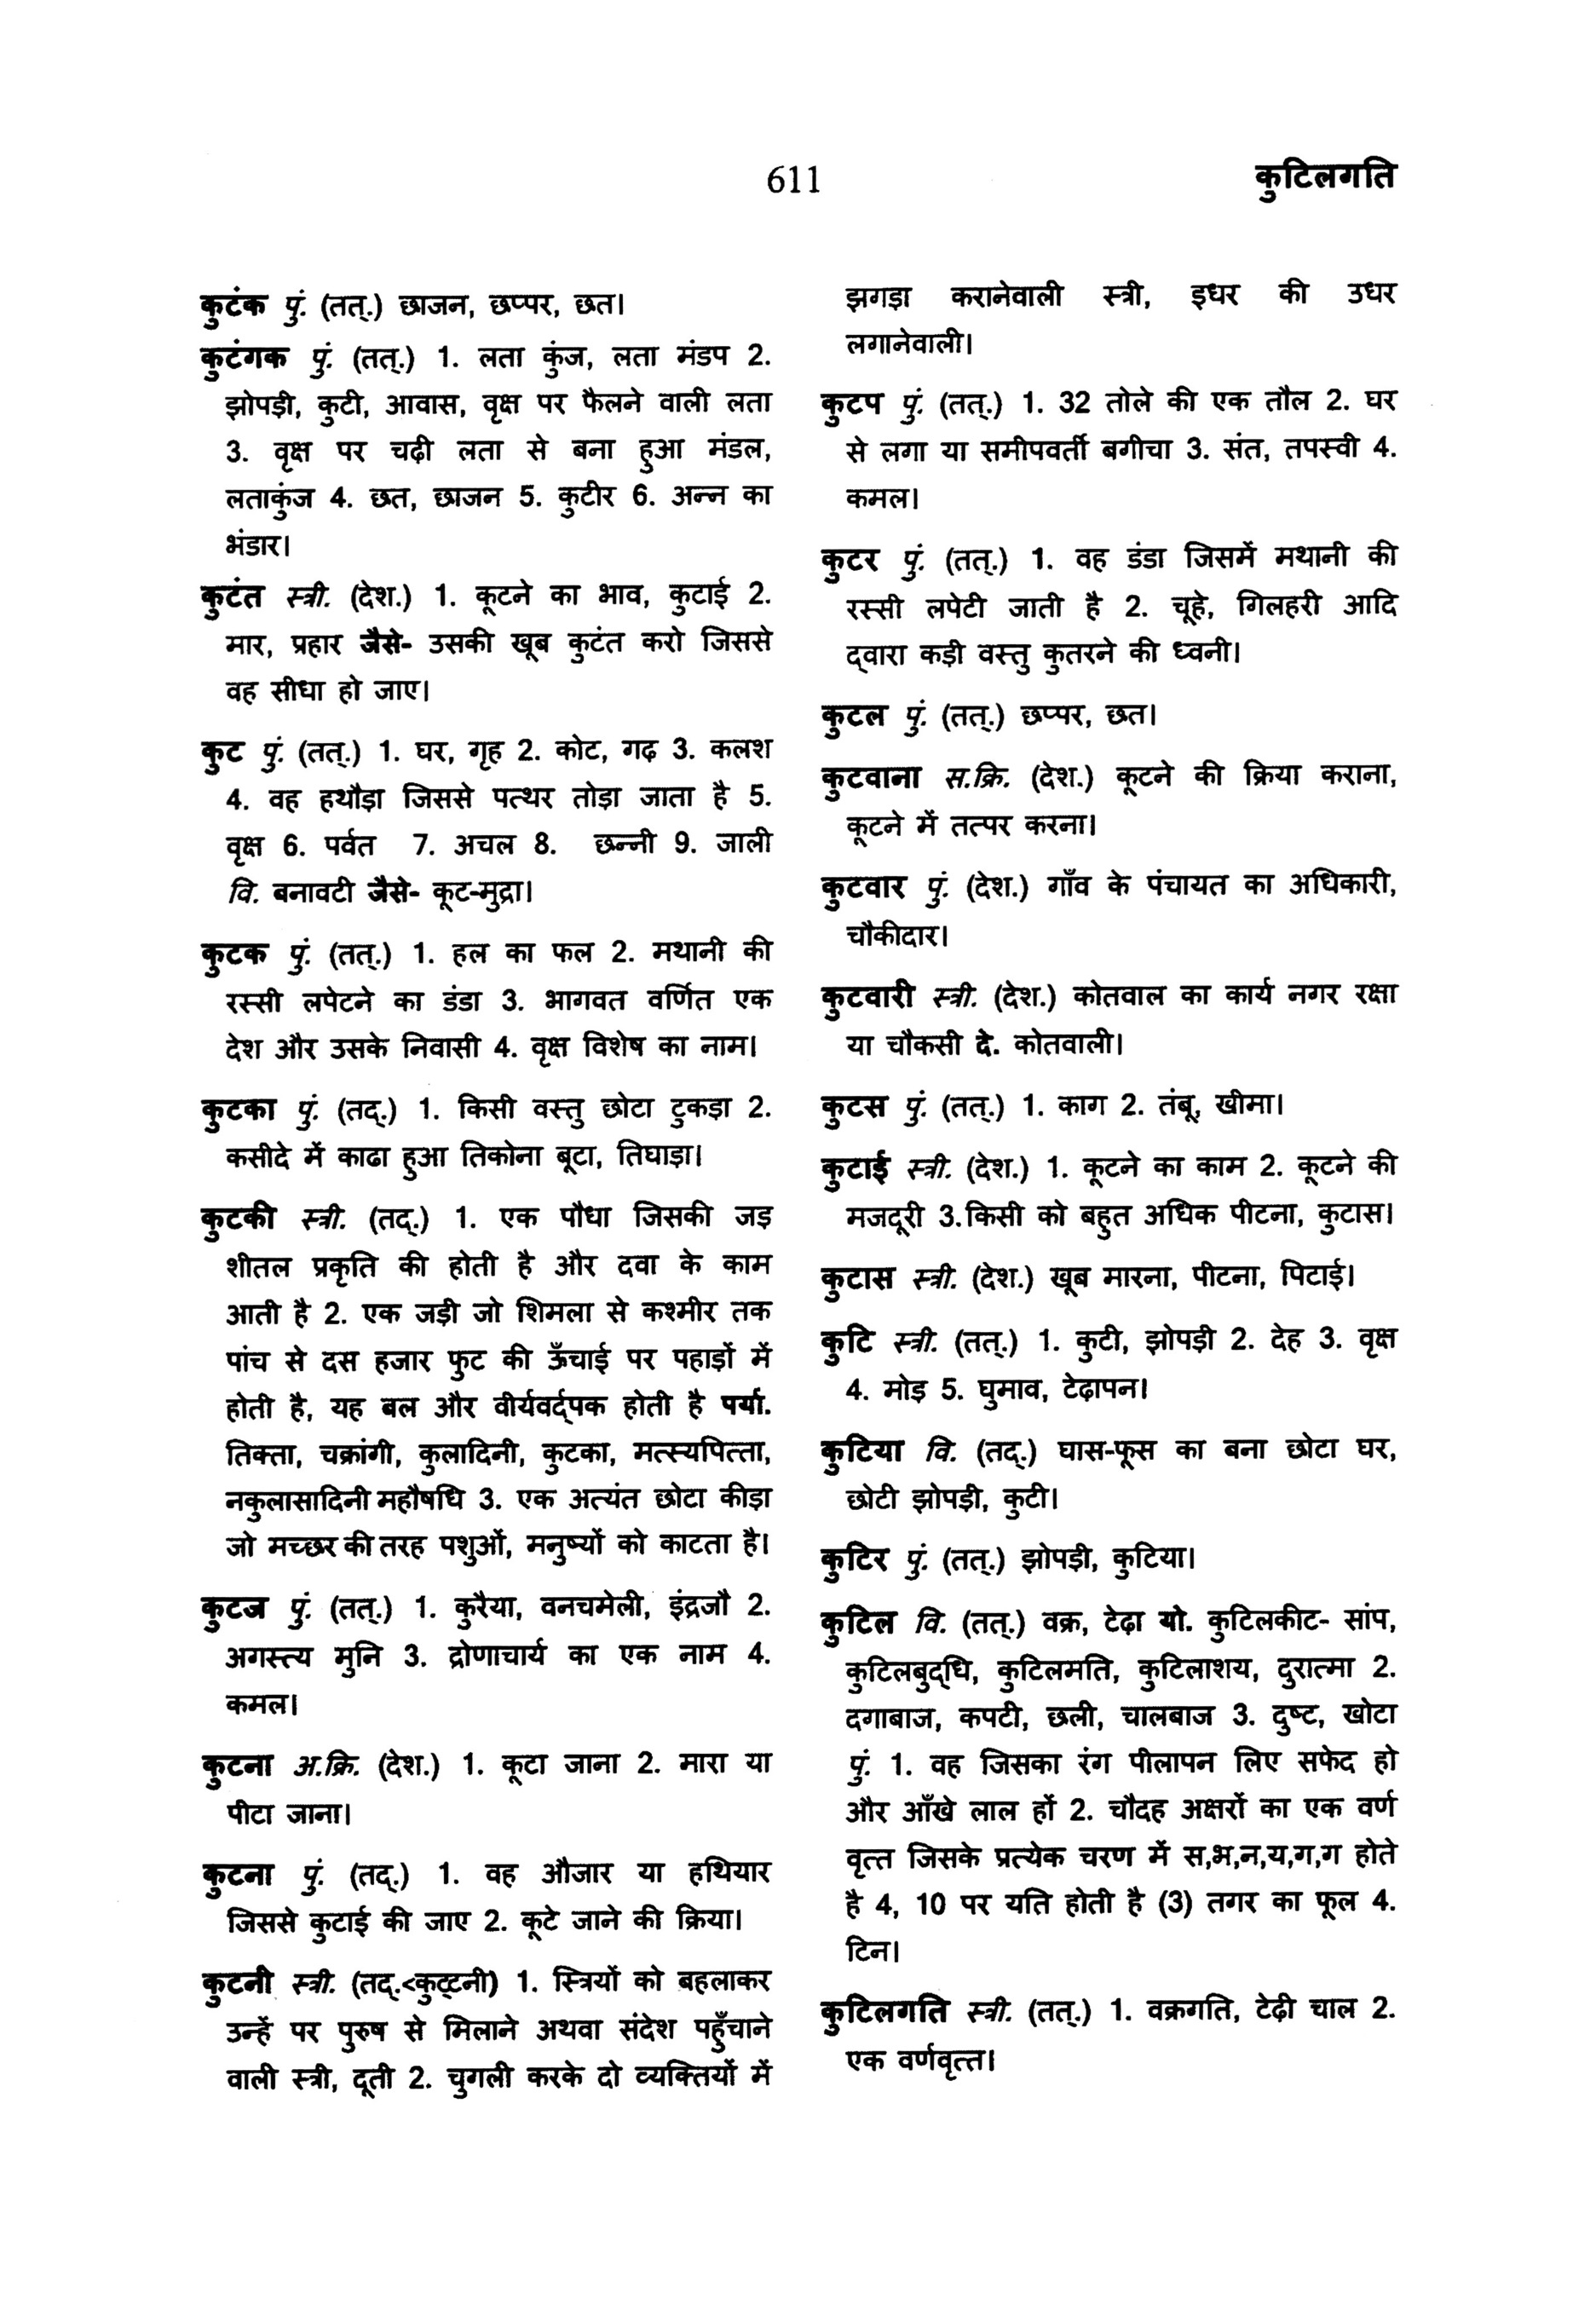 611
कुटिलगति
कुटंक पुं. (तत्.) छाजन, छप्पर, छत।
कुटंगक पुं. (तत्.) 1. लता कुंज, लता मंडप 2.
झोपड़ी, कुटी, आवास, वृक्ष पर फैलने वाली लता
3. वृक्ष पर चढ़ी लता से बना हुआ मंडल,
लताकुंज 4. छत, छाजन 5. कुटीर 6. अन्न का
भंडार।
कुटंत स्त्री. (देश.) 1. कूटने का भाव, कुटाई 2.
मार, प्रहार जैसे- उसकी खूब कुटंत करो जिससे
वह सीधा हो जाए।
कुट पुं. (तत्.) 1. घर, गृह 2. कोट, गढ़ 3. कलश
4. वह हथौड़ा जिससे पत्थर तोड़ा जाता है 5.
वृक्ष 6. पर्वत 7. अचल 8. छन्नी 9. जाली
वि. बनावटी जैसे- कूट-मुद्रा।
कुटक पुं. (तत्.) 1. हल का फल 2. मथानी की
रस्सी लपेटने का डंडा 3. भागवत वर्णित एक
देश और उसके निवासी 4. वृक्ष विशेष का नाम।
कुटका पुं. (तद्.) 1. किसी वस्तु छोटा टुकड़ा 2.
कसीदे में काढा हुआ तिकोना बूटा, तिघाड़ा।
कुटकी स्त्री. (तद्.) 1. एक पौधा जिसकी जड़
शीतल प्रकृति की होती है और दवा के काम
आती है 2. एक जड़ी जो शिमला से कश्मीर तक
पांच से दस हजार फुट की ऊँचाई पर पहाड़ों में
होती है, यह बल और वीर्यवर्द्पक होती है पर्या.
तिक्ता, चक्रांगी, कुलादिनी, कुटका, मत्स्यपित्ता,
नकुलासादिनी महौषधि 3. एक अत्यंत छोटा कीड़ा
जो मच्छर की तरह पशुओं, मनुष्यों को काटता है।
कुटज पुं. (तत्.) 1. कुरैया, वनचमेली, इंद्रजौ 2.
अगस्त्य मुनि 3. द्रोणाचार्य का एक नाम 4.
कमल।
कुटना अ.क्रि. (देश.) 1. कूटा जाना 2. मारा या
पीटा जाना।
कुटना पुं. (तद्.) 1. वह औजार या हथियार
जिससे कुटाई की जाए 2. कूटे जाने की क्रिया।
कुटनी स्त्री. (तद्.<कुट्टनी) 1. स्त्रियों को बहलाकर
उन्हें पर पुरुष से मिलाने अथवा संदेश पहुँचाने
वाली स्त्री, दूती 2. चुगली करके दो व्यक्तियों में
झगड़ा करानेवाली स्त्री, इधर की उधर
लगानेवाली।
कुटप पुं. (तत्.) 1. 32 तोले की एक तौल 2. घर
से लगा या समीपवर्ती बगीचा 3. संत, तपस्वी 4.
कमल।
कुटर पुं. (तत्.) 1. वह डंडा जिसमें मथानी की
रस्सी लपेटी जाती है 2. चूहे, गिलहरी आदि
द्वारा कड़ी वस्तु कुतरने की ध्वनी।
कुटल पुं. (तत्.) छप्पर, छत।
कुटवाना स.क्रि. (देश.) कूटने की क्रिया कराना,
कूटने में तत्पर करना।
कुटवार पुं. (देश.) गाँव के पंचायत का अधिकारी,
चौकीदार।
कुटवारी स्त्री. (देश.) कोतवाल का कार्य नगर रक्षा
या चौकसी दे. कोतवाली।
कुटस पुं. (तत्.) 1. काग 2. तंबू, खीमा।
कुटाई स्त्री. (देश.) 1. कूटने का काम 2. कूटने की
मजदूरी 3.किसी को बहुत अधिक पीटना, कुटास।
कुटास स्त्री. (देश.) खूब मारना, पीटना, पिटाई।
कुटि स्त्री. (तत्.) 1. कुटी, झोपड़ी 2. देह 3. वृक्ष
4. मोड़ 5. घुमाव, टेढ़ापन।
कुटिया वि. (तद्.) घास-फूस का बना छोटा घर,
छोटी झोपड़ी, कुटी।
कुटिर पुं. (तत्.) झोपड़ी, कुटिया।
कुटिल वि. (तत्.) वक्र, टेढ़ा यो. कुटिलकीट- सांप,
कुटिलबुद्धि, कुटिलमति, कुटिलाशय, दुरात्मा 2.
दगाबाज, कपटी, छली, चालबाज 3. दुष्ट, खोटा
पुं. 1. वह जिसका रंग पीलापन लिए सफेद हो
और आँखे लाल हों 2. चौदह अक्षरों का एक वर्ण
वृत्त जिसके प्रत्येक चरण में स,भ,न,य,ग,ग होते
है 4, 10 पर यति होती है (3) तगर का फूल 4.
टिन।
कुटिलगति स्त्री. (तत्.) 1. वक्रगति, टेढ़ी चाल 2.
एक वर्णवृत्त।